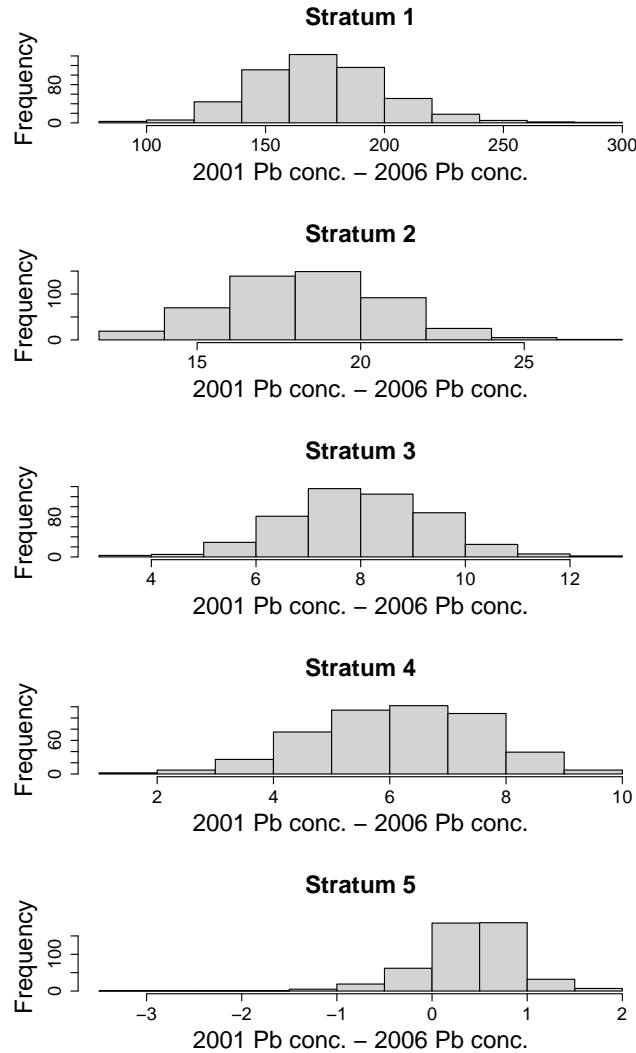 Stratum 1
Frequency
0 80
100 150 200 250 300
2001 Pb conc. − 2006 Pb conc.
Stratum 2
Frequency
0 100
15 20 25
2001 Pb conc. − 2006 Pb conc.
Stratum 3
Frequency
0 80
4 6 8 10 12
2001 Pb conc. − 2006 Pb conc.
Stratum 4
Frequency
0 60
2 4 6 8 10
2001 Pb conc. − 2006 Pb conc.
Stratum 5
Frequency
0 100
−3 −2 −1 0 1 2
2001 Pb conc. − 2006 Pb conc.